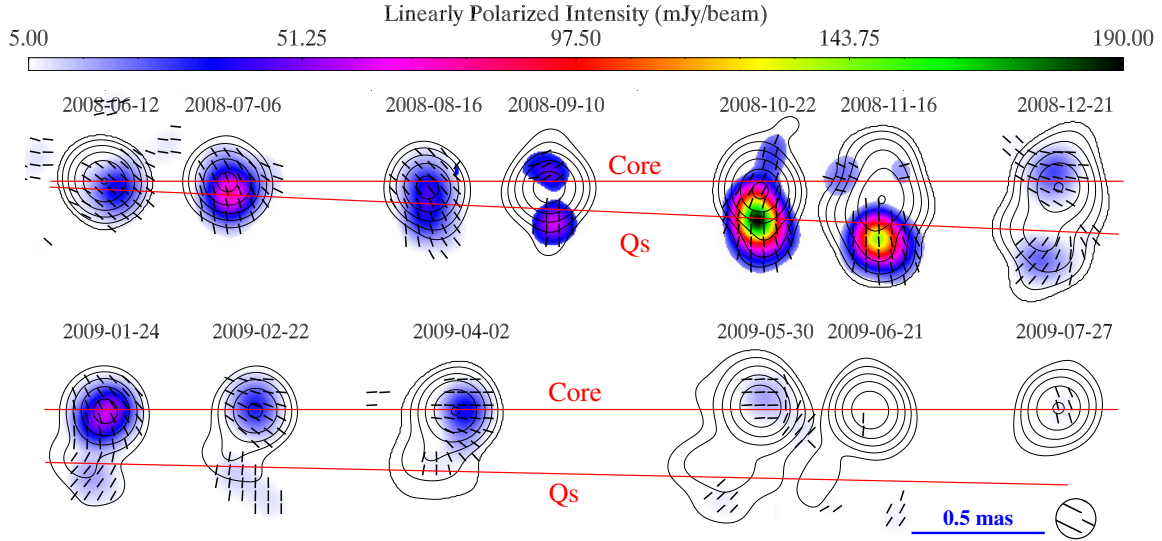 Linearly Polarized Intensity (mJy/beam)
5.00 51.25 97.50 143.75 190.00
2008-06-12 2008-07-06 2008-08-16 2008-09-10 2008-10-22 2008-11-16 2008-12-21
Core
Qs
2009-01-24 2009-02-22 2009-04-02 2009-05-30 2009-06-21 2009-07-27
Core
Qs
0.5 mas